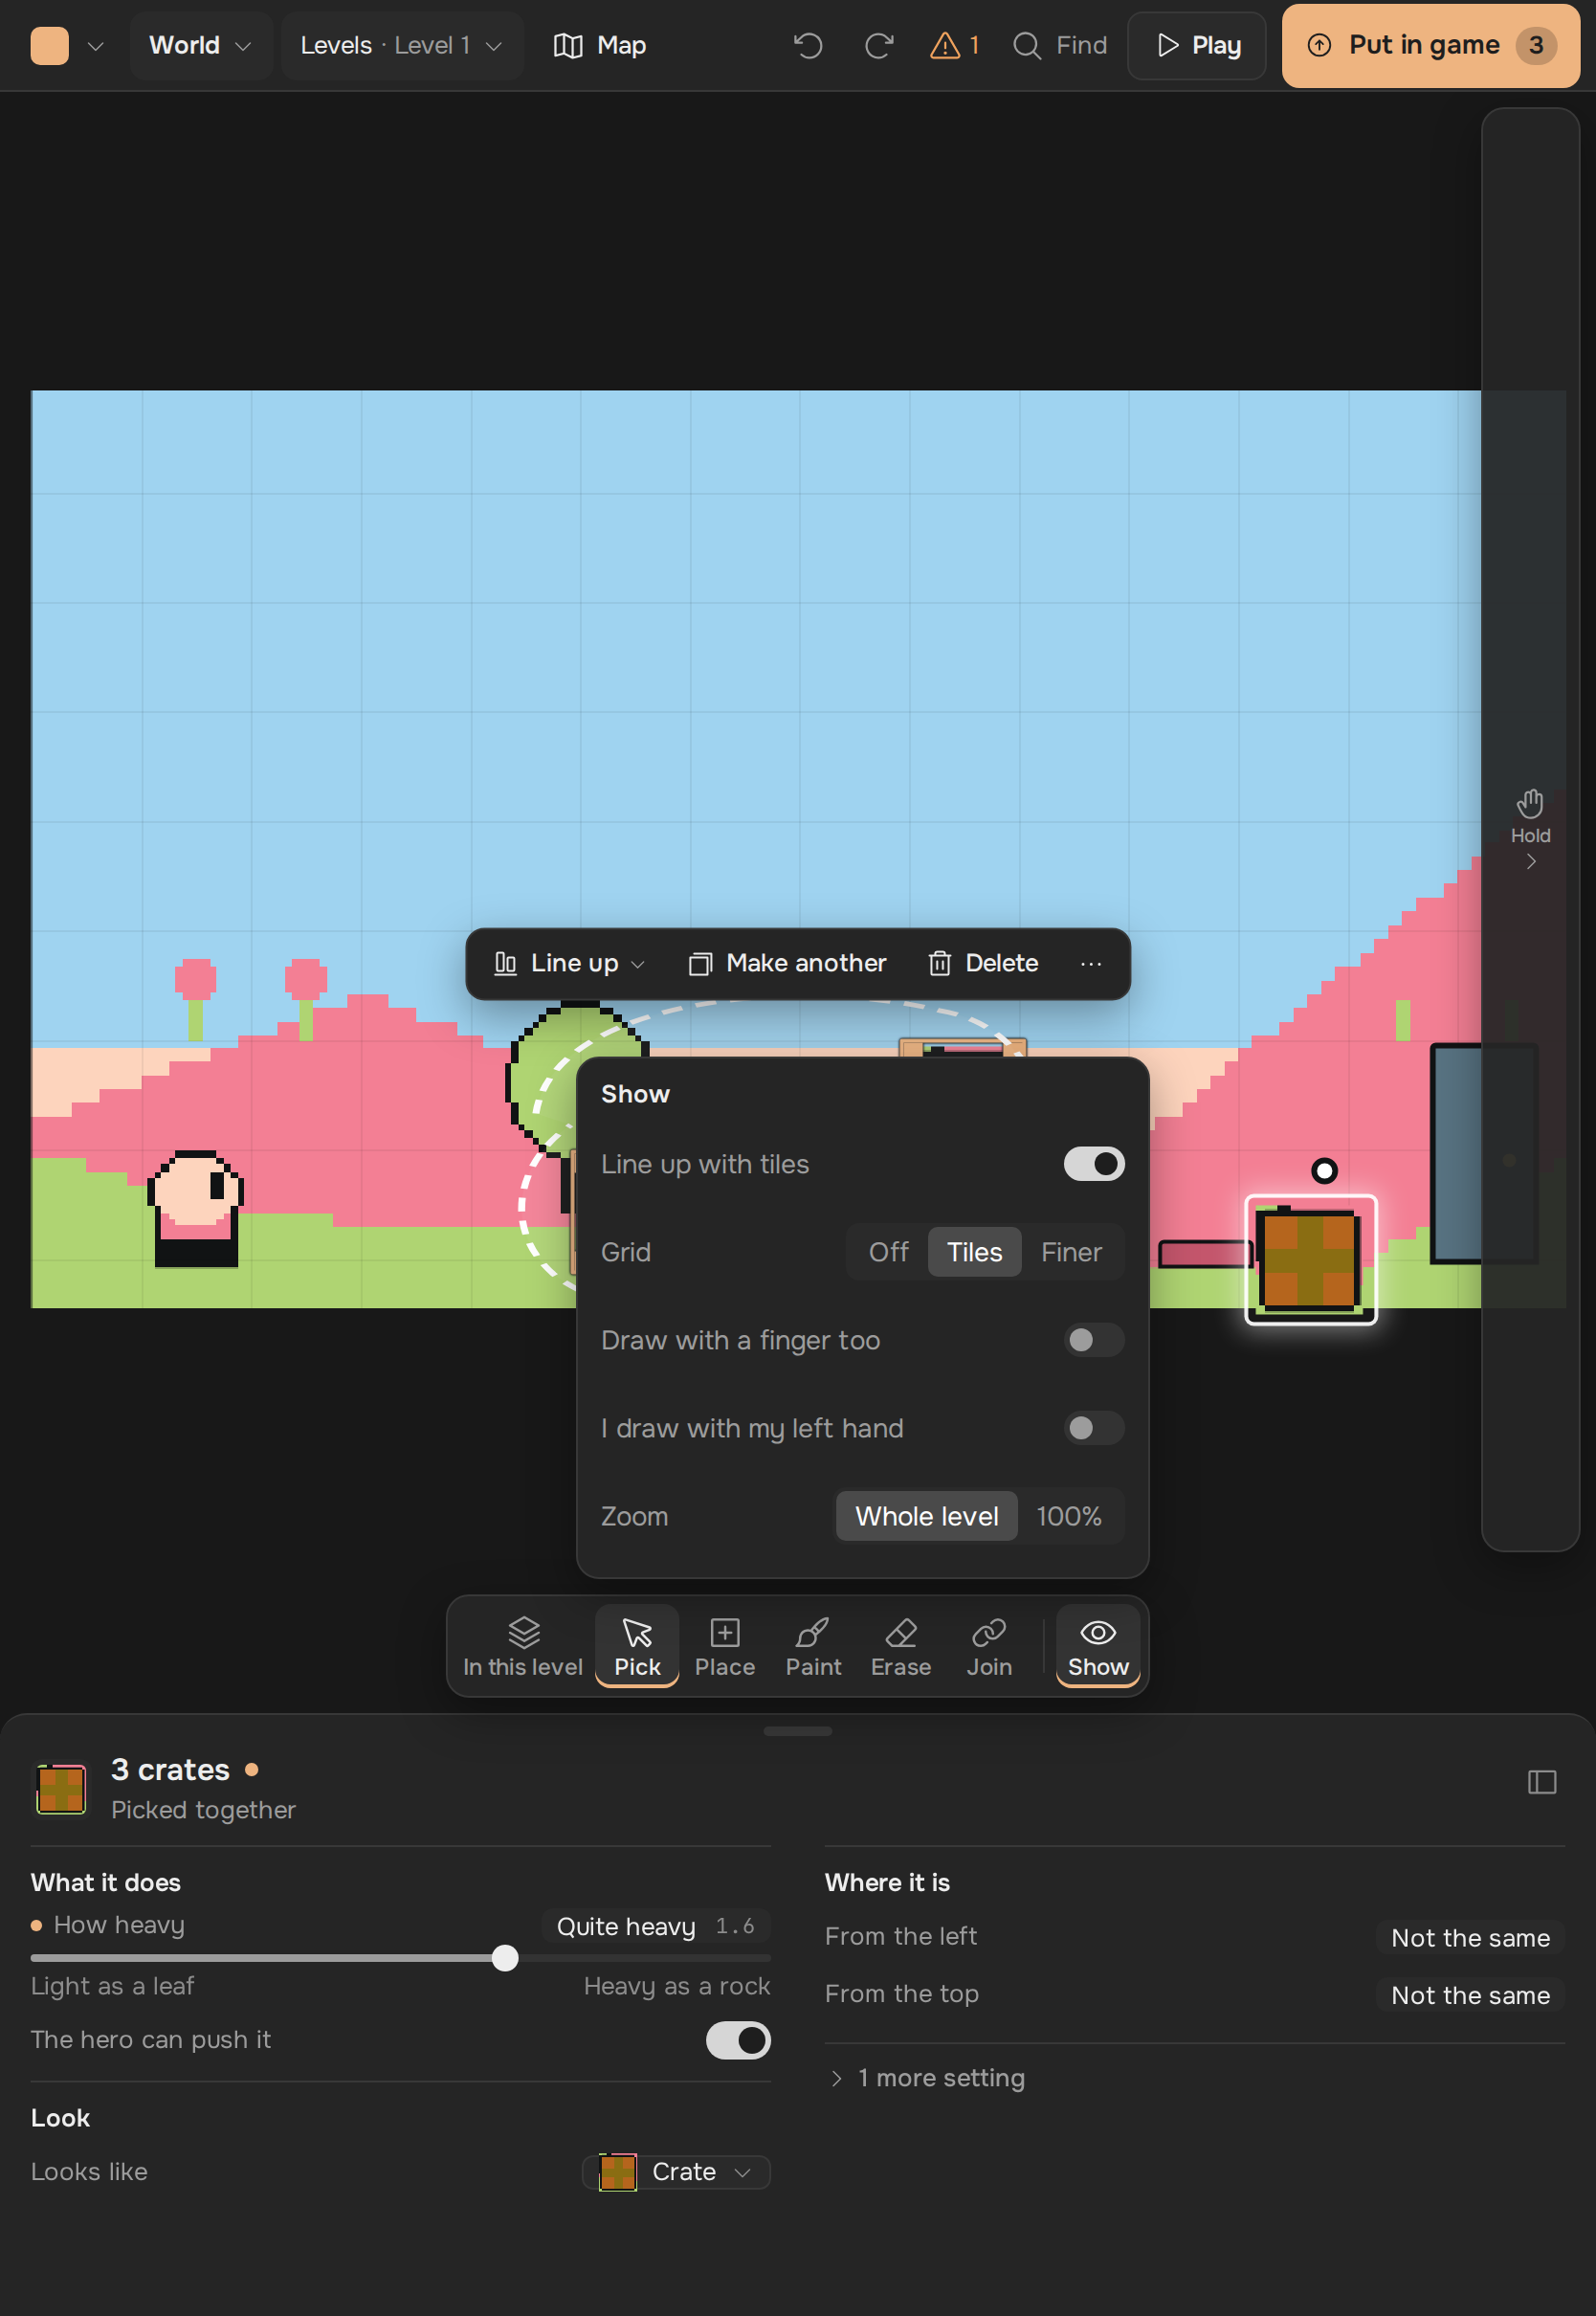 World
Levels · Level 1
Map
1
Find
Play
Put in game 3
Hold
Line up
Make another
Delete
...
Show
Line up with tiles
Grid Off Tiles Finer
Draw with a finger too
I draw with my left hand
Zoom Whole level 100%
In this level
Pick
Place
Paint
Erase
Join
Show
3 crates
Picked together
What it does
How heavy Quite heavy 1.6
Light as a leaf Heavy as a rock
The hero can push it
Look
Looks like Crate
Where it is
From the left Not the same
From the top Not the same
1 more setting